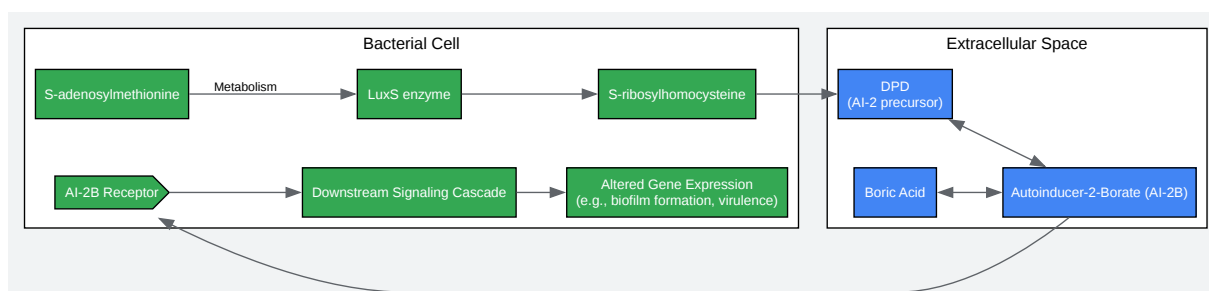 Bacterial Cell
Extracellular Space
S-adenosylmethionine
Metabolism
LuxS enzyme
S-ribosylhomocysteine
DPD
(AI-2 precursor)
AI-2B Receptor
Downstream Signaling Cascade
Altered Gene Expression
(e.g., biofilm formation, virulence)
Boric Acid
Autoinducer-2-Borate (AI-2B)